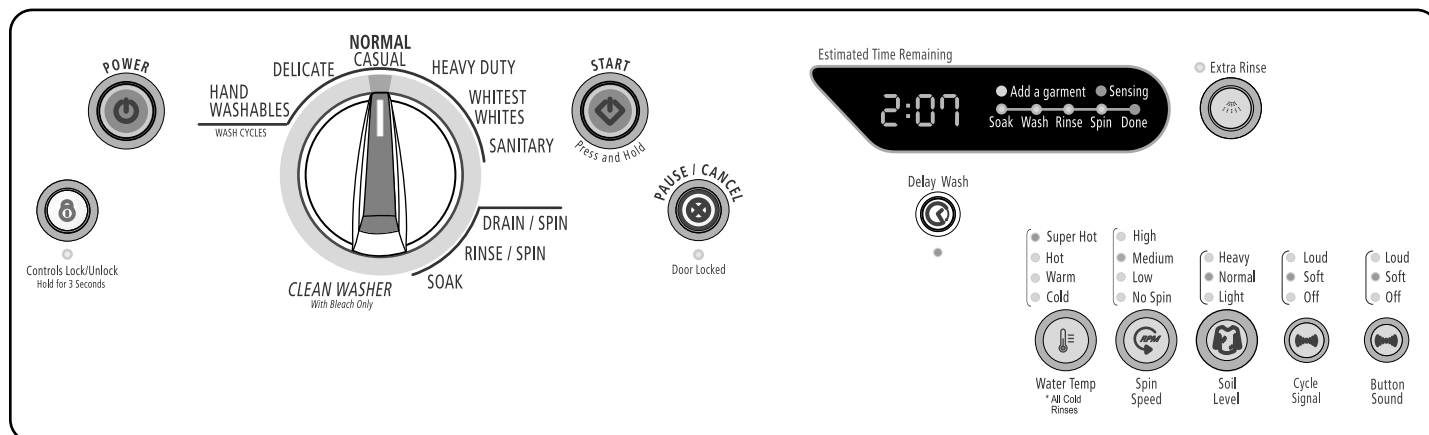 POWER
Controls Lock/Unlock
Hold for 3 Seconds
HAND
WASHABLES
WASH CYCLES
DELICATE
NORMAL
CASUAL
HEAVY DUTY
WHITEST
WHITES
SANITARY
DRAIN / SPIN
RINSE / SPIN
SOAK
CLEAN WASHER
With Bleach Only
START
Press and Hold
PAUSE / CANCEL
Door Locked
Estimated Time Remaining
2:07
Add a garment Sensing
Soak Wash Rinse Spin Done
Extra Rinse
Delay Wash
Super Hot
Hot
Warm
Cold
Water Temp
* All Cold
Rinses
High
Medium
Low
No Spin
RPM
Spin
Speed
Heavy
Normal
Light
Soil
Level
Loud
Soft
Off
Cycle
Signal
Loud
Soft
Off
Button
Sound